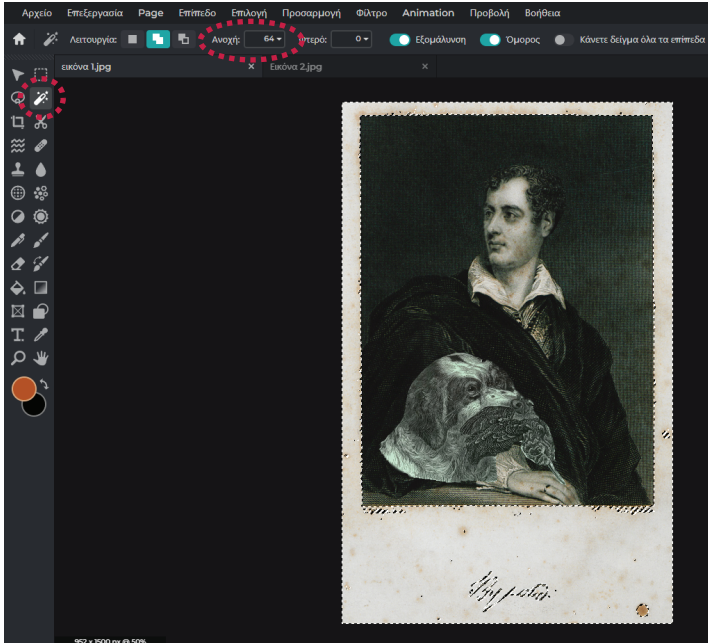 Αρχείο Επεξεργασία Page Επίπεδο Επιλογή Προσαρμογή Φίλτρο Animation Προβολή Βοήθεια
Λειτουργία: Ανοχή: 64 Φτερό: 0 Εξομάλυνση Όμορος Κάνετε δείγμα όλα τα επίπεδα
εικόνα 1.jpg × Εικόνα 2.jpg ×
T.
952 x 1500 px @ 50%